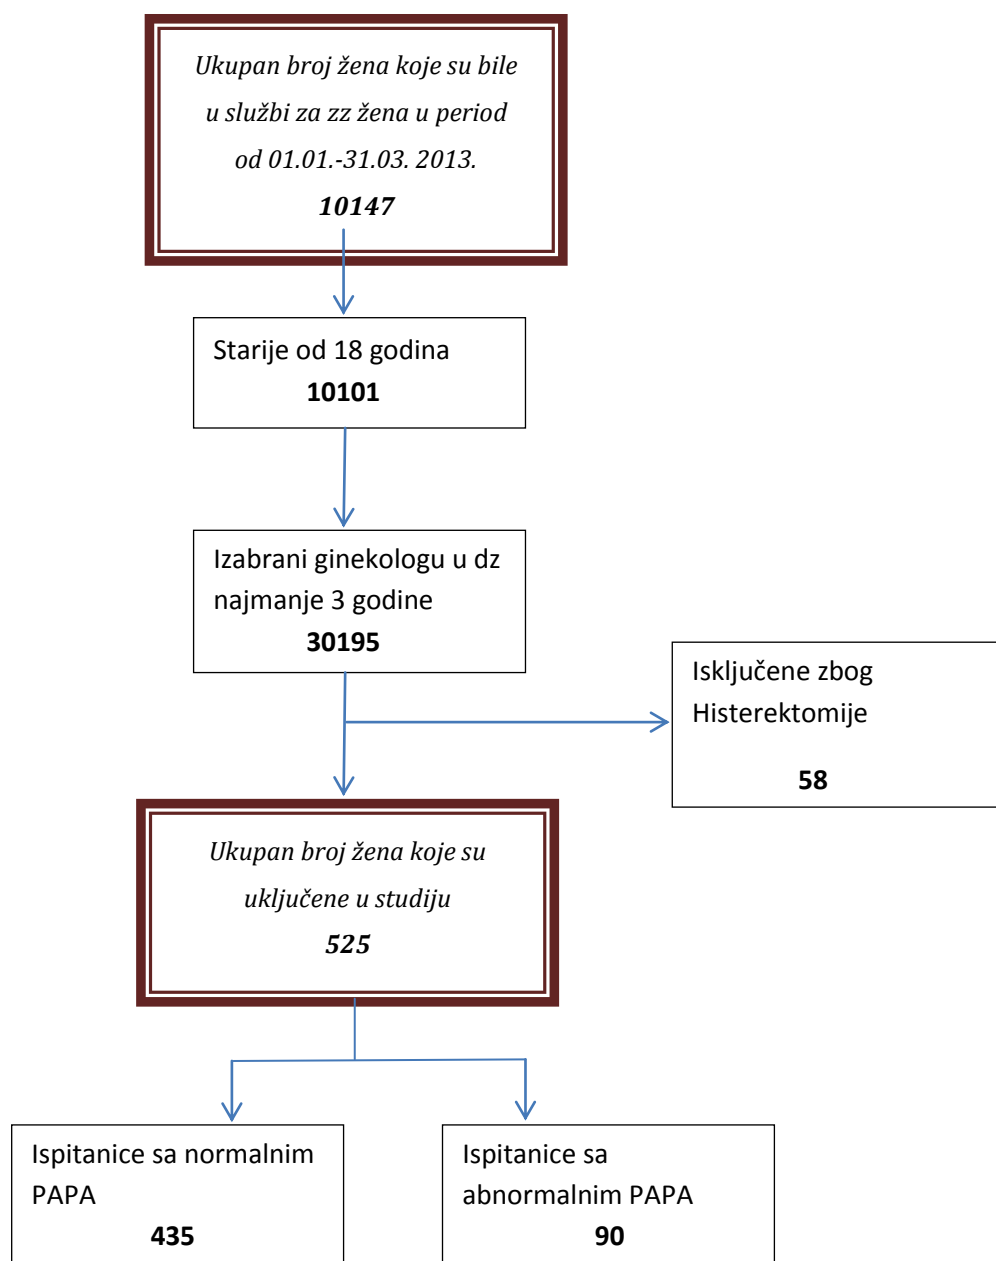 Ukupan broj žena koje su bile
u službi za zz žena u period
od 01.01.-31.03. 2013.
10147
Starije od 18 godina
10101
Izabrani ginekologu u dz
najmanje 3 godine
30195
Isključene zbog
Histerektomije
58
Ukupan broj žena koje su
uključene u studiju
525
Ispitanice sa normalnim
PAPA
435
Ispitanice sa
abnormalnim PAPA
90